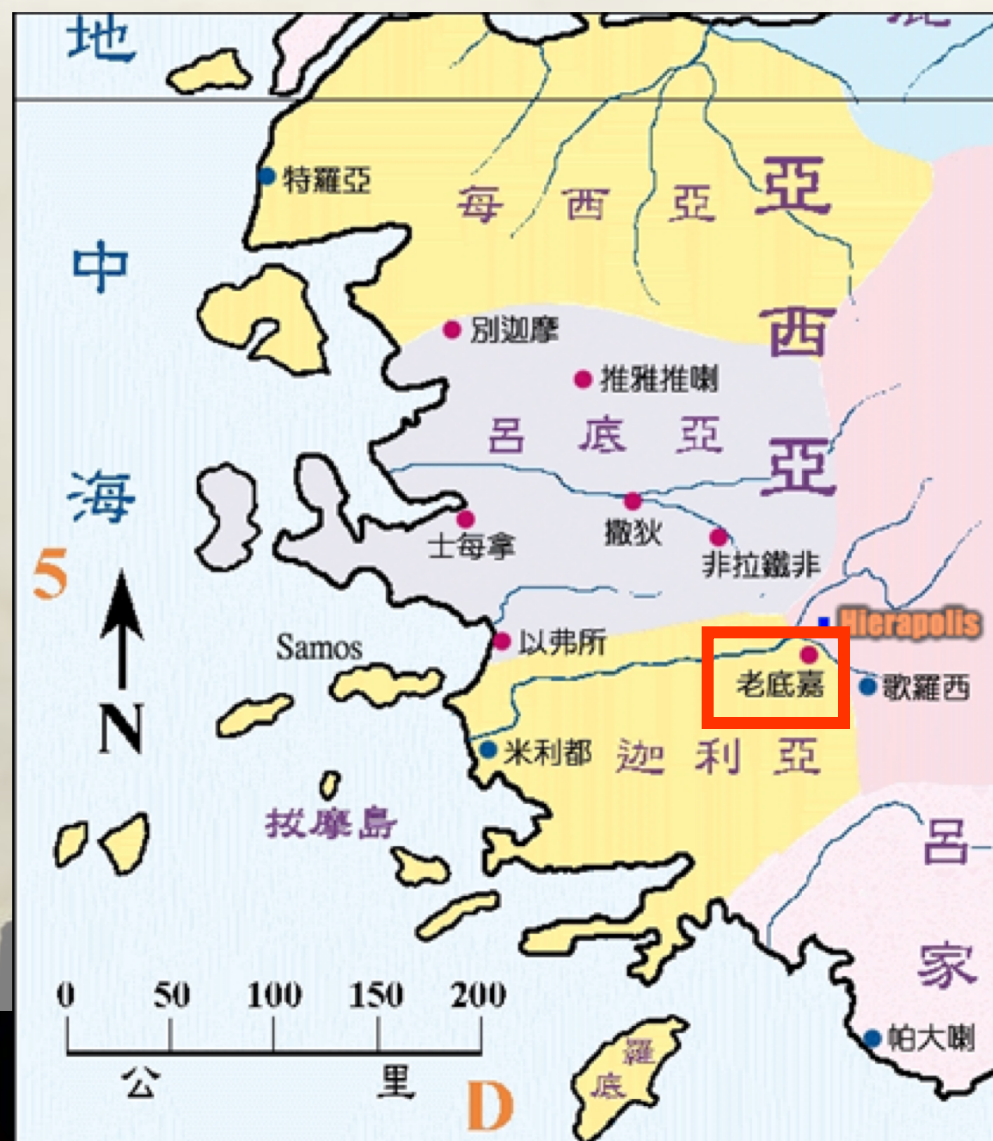 地中海
特羅亞
每西亞
亞西亞
別迦摩
推雅推喇
呂底亞
撒狄
士每拿
非拉鐵非
5
Hierapolis
Samos
以弗所
老底嘉
歌羅西
N
米利都
迦利亞
拔摩島
呂家
0 50 100 150 200
公里
帕大喇
羅底
D